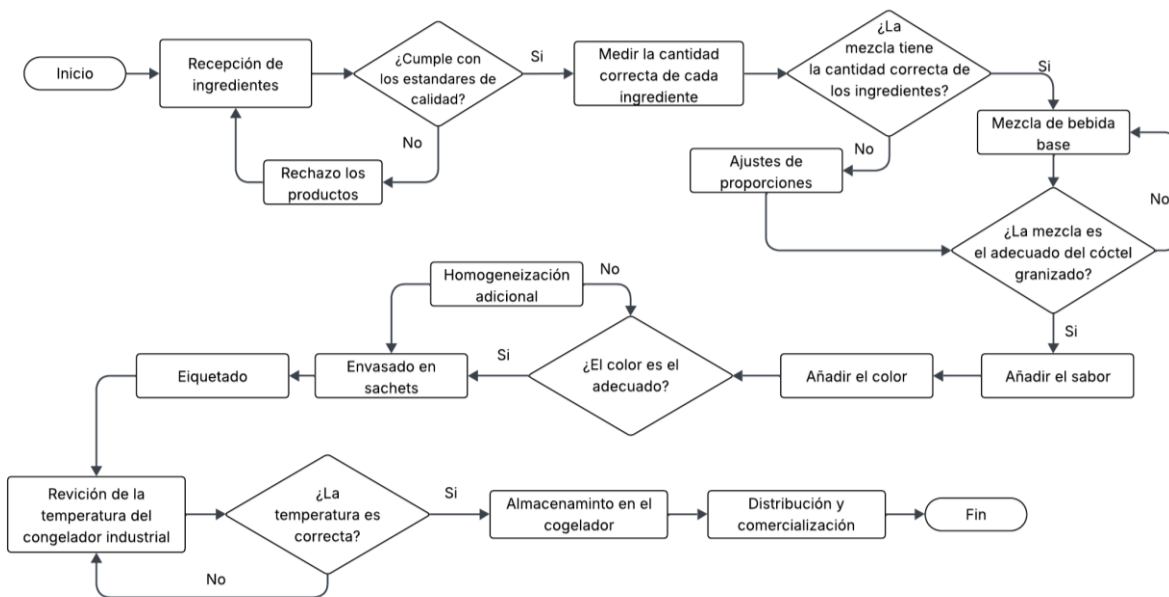 Inicio
Recepción de
ingredientes
¿Cumple con
los estandares de
calidad?
Si
No
Rechazo los
productos
Medir la cantidad
correcta de cada
ingrediente
¿La
mezcla tiene
la cantidad correcta de
los ingredientes?
Si
No
Ajustes de
proporciones
Mezcla de bebida
base
¿La mezcla es
el adecuado del cóctel
granizado?
No
Si
Añadir el sabor
Añadir el color
¿El color es el
adecuado?
No
Homogeneización
adicional
Si
Envasado en
sachets
Eiquetado
Revición de la
temperatura del
congelador industrial
¿La
temperatura es
correcta?
No
Si
Almacenaminto en el
cogelador
Distribución y
comercialización
Fin